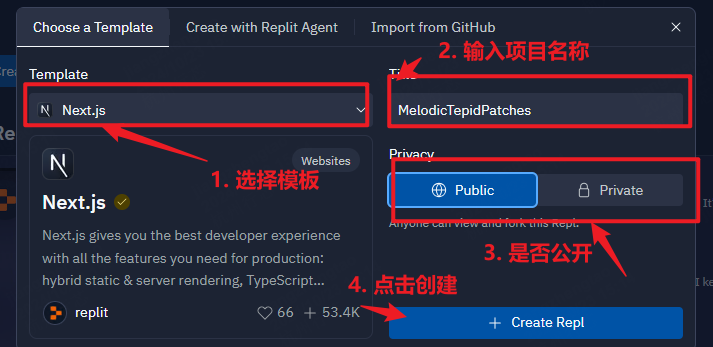 Choose a Template
Create with Replit Agent
Import from GitHub
2. 输入项目名称
Template
Next.js
MelodicTepidPatches
Websites
1. 选择模板
Privacy
Public
Private
Next.js
Anyone can view and fork this Repl.
Next.js gives you the best developer experience
with all the features you need for production:
hybrid static & server rendering, TypeScript...
3. 是否公开
4. 点击创建
replit
66
53.4K
Create Repl